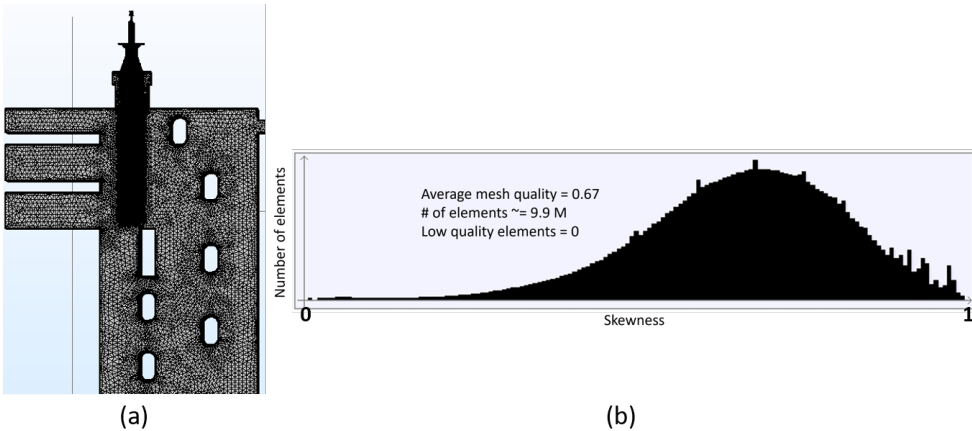 Average mesh quality = 0.67
# of elements ~= 9.9 M
Low quality elements = 0
Number of elements
0
1
Skewness
(a)
(b)